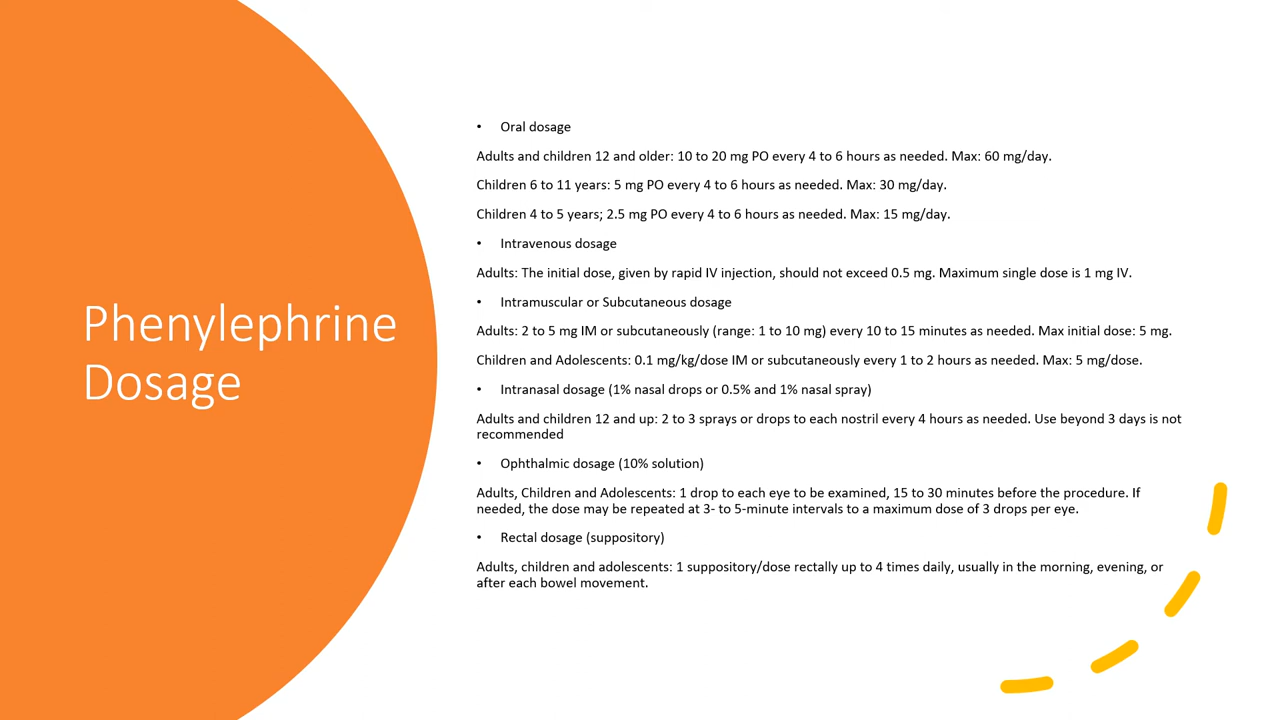 Phenylephrine
Dosage
• Oral dosage
Adults and children 12 and older: 10 to 20 mg PO every 4 to 6 hours as needed. Max: 60 mg/day.
Children 6 to 11 years: 5 mg PO every 4 to 6 hours as needed. Max: 30 mg/day.
Children 4 to 5 years; 2.5 mg PO every 4 to 6 hours as needed. Max: 15 mg/day.
• Intravenous dosage
Adults: The initial dose, given by rapid IV injection, should not exceed 0.5 mg. Maximum single dose is 1 mg IV.
• Intramuscular or Subcutaneous dosage
Adults: 2 to 5 mg IM or subcutaneously (range: 1 to 10 mg) every 10 to 15 minutes as needed. Max initial dose: 5 mg.
Children and Adolescents: 0.1 mg/kg/dose IM or subcutaneously every 1 to 2 hours as needed. Max: 5 mg/dose.
• Intranasal dosage (1% nasal drops or 0.5% and 1% nasal spray)
Adults and children 12 and up: 2 to 3 sprays or drops to each nostril every 4 hours as needed. Use beyond 3 days is not
recommended
• Ophthalmic dosage (10% solution)
Adults, Children and Adolescents: 1 drop to each eye to be examined, 15 to 30 minutes before the procedure. If
needed, the dose may be repeated at 3- to 5-minute intervals to a maximum dose of 3 drops per eye.
• Rectal dosage (suppository)
Adults, children and adolescents: 1 suppository/dose rectally up to 4 times daily, usually in the morning, evening, or
after each bowel movement.